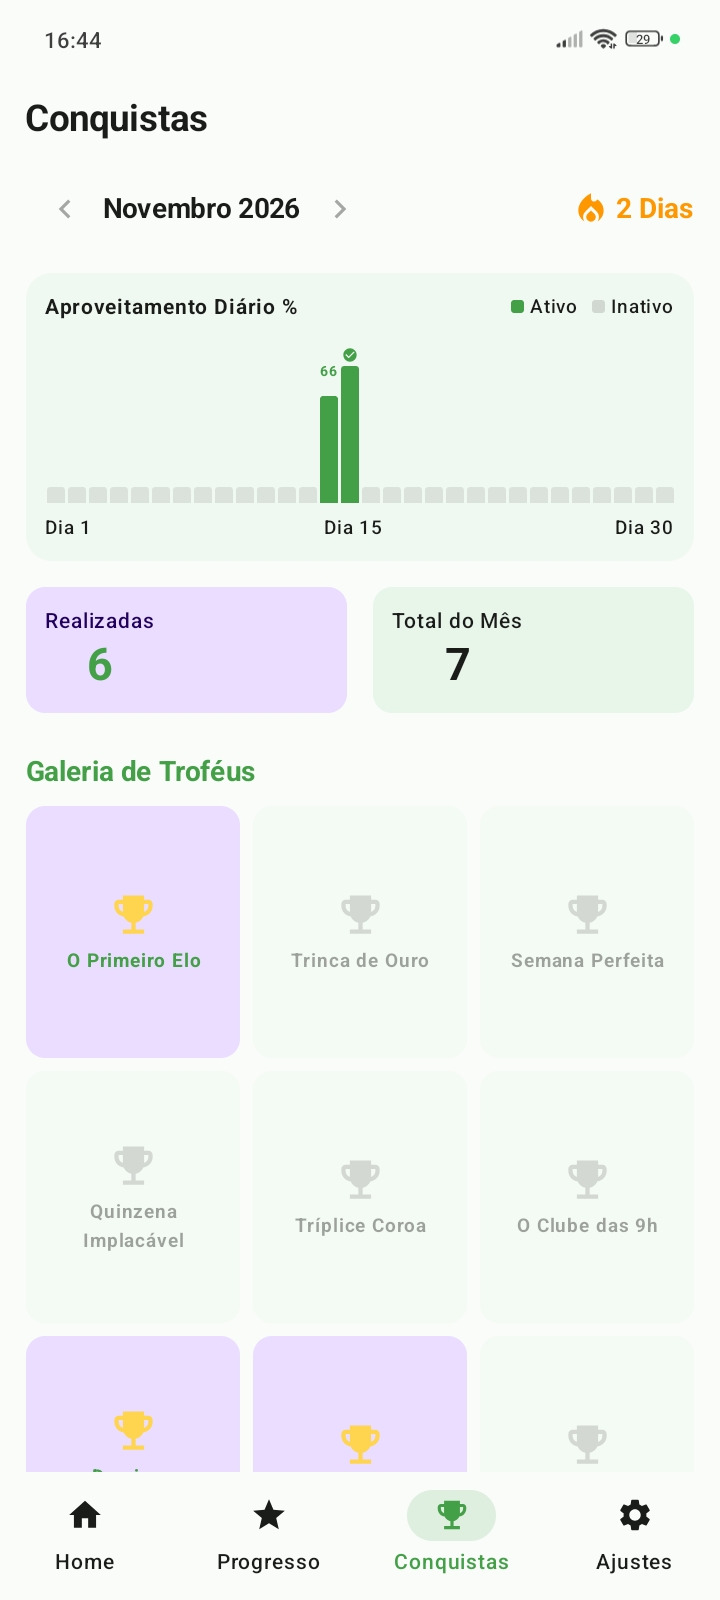 16:44
29
Conquistas
Novembro 2026
2 Dias
Aproveitamento Diário %
Ativo
Inativo
66
Dia 1
Dia 15
Dia 30
Realizadas
6
Total do Mês
7
Galeria de Troféus
O Primeiro Elo
Trinca de Ouro
Semana Perfeita
Quinzena
Implacável
Tríplice Coroa
O Clube das 9h
Home
Progresso
Conquistas
Ajustes